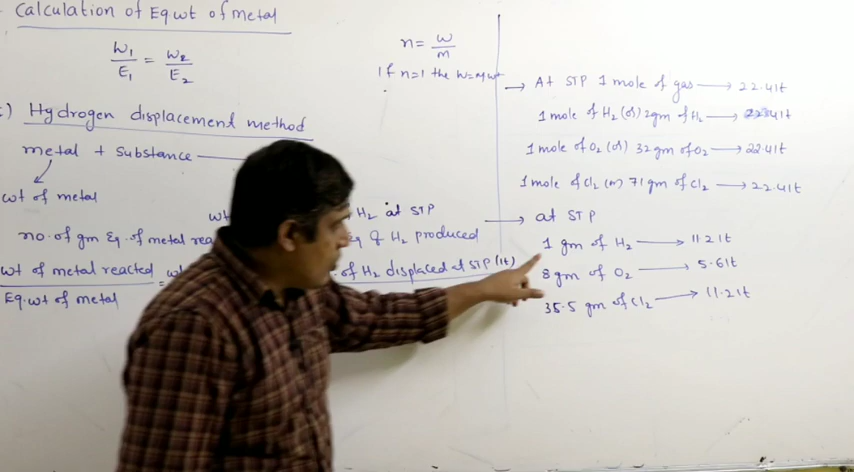 Calculation of Eq.wt of metal
W1/E1 = W2/E2
n = W/M
If n=1 the W=M.wt
) Hydrogen displacement method
metal + Substance
wt of metal
wt
H2 at STP
no. of gm Eq. of metal rea
Eq of H2 produced
wt of metal reacted/Eq.wt of metal =
of H2 displaced at STP (lt)
→ At STP 1 mole of gas → 22.4 lt
1 mole of H2 (or) 2gm of H2 → 22.4 lt
1 mole of O2 (or) 32 gm of O2 → 22.4 lt
1 mole of Cl2 (or) 71 gm of Cl2 → 22.4 lt
→ at STP
1 gm of H2 → 11.2 lt
8 gm of O2 → 5.6 lt
35.5 gm of Cl2 → 11.2 lt